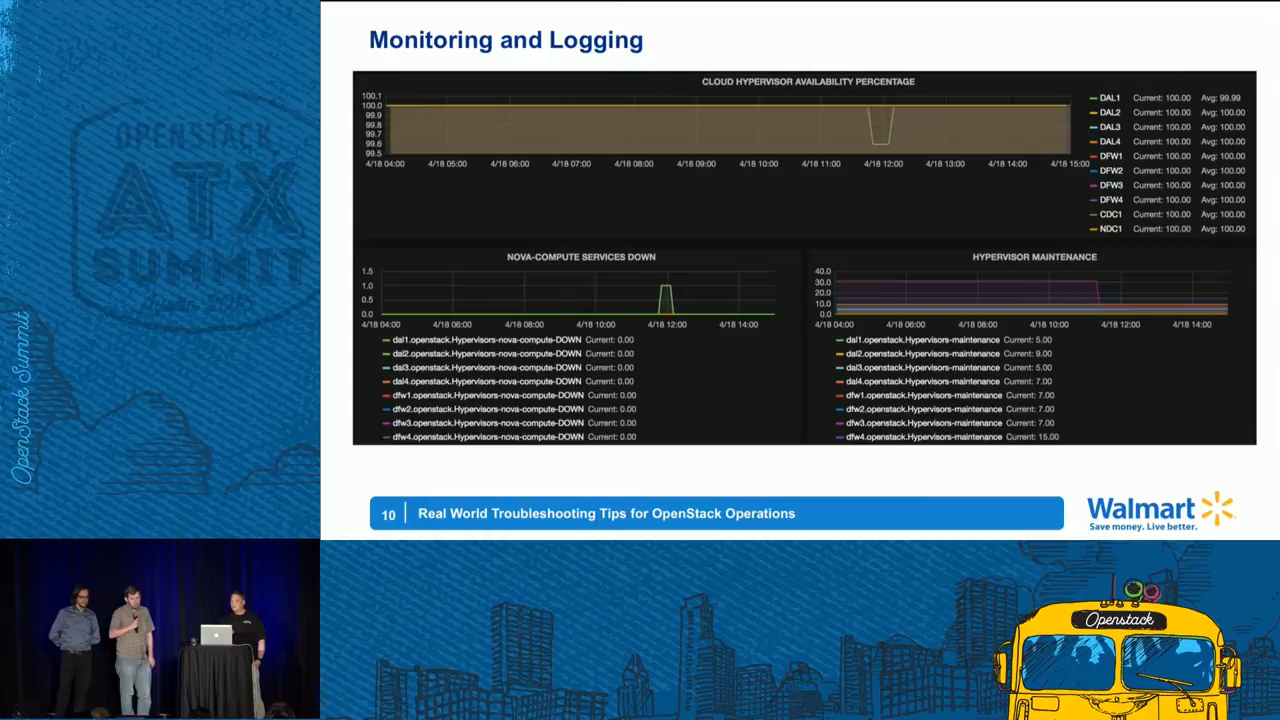 Monitoring and Logging
CLOUD HYPERVISOR AVAILABILITY PERCENTAGE
100.1
100.0
99.9
99.8
99.7
99.6
99.5
4/18 04:00 4/18 05:00 4/18 06:00 4/18 07:00 4/18 08:00 4/18 09:00 4/18 10:00 4/18 11:00 4/18 12:00 4/18 13:00 4/18 14:00 4/18 15:00
DAL1 Current: 100.00 Avg: 99.99
DAL2 Current: 100.00 Avg: 100.00
DAL3 Current: 100.00 Avg: 100.00
DAL4 Current: 100.00 Avg: 100.00
DFW1 Current: 100.00 Avg: 100.00
DFW2 Current: 100.00 Avg: 100.00
DFW3 Current: 100.00 Avg: 100.00
DFW4 Current: 100.00 Avg: 100.00
CDC1 Current: 100.00 Avg: 100.00
NDC1 Current: 100.00 Avg: 100.00
NOVA-COMPUTE SERVICES DOWN
1.5
1.0
0.5
0.0
4/18 04:00 4/18 06:00 4/18 08:00 4/18 10:00 4/18 12:00 4/18 14:00
dal1.openstack.Hypervisors-nova-compute-DOWN Current: 0.00
dal2.openstack.Hypervisors-nova-compute-DOWN Current: 0.00
dal3.openstack.Hypervisors-nova-compute-DOWN Current: 0.00
dal4.openstack.Hypervisors-nova-compute-DOWN Current: 0.00
dfw1.openstack.Hypervisors-nova-compute-DOWN Current: 0.00
dfw2.openstack.Hypervisors-nova-compute-DOWN Current: 0.00
dfw3.openstack.Hypervisors-nova-compute-DOWN Current: 0.00
dfw4.openstack.Hypervisors-nova-compute-DOWN Current: 0.00
HYPERVISOR MAINTENANCE
40.0
30.0
20.0
10.0
0.0
4/18 04:00 4/18 06:00 4/18 08:00 4/18 10:00 4/18 12:00 4/18 14:00
dal1.openstack.Hypervisors-maintenance Current: 5.00
dal2.openstack.Hypervisors-maintenance Current: 9.00
dal3.openstack.Hypervisors-maintenance Current: 5.00
dal4.openstack.Hypervisors-maintenance Current: 7.00
dfw1.openstack.Hypervisors-maintenance Current: 7.00
dfw2.openstack.Hypervisors-maintenance Current: 7.00
dfw3.openstack.Hypervisors-maintenance Current: 7.00
dfw4.openstack.Hypervisors-maintenance Current: 15.00
10 Real World Troubleshooting Tips for OpenStack Operations
Walmart
Save money. Live better.
OPENSTACK
ATX
SUMMIT
OpenStack Summit
Openstack